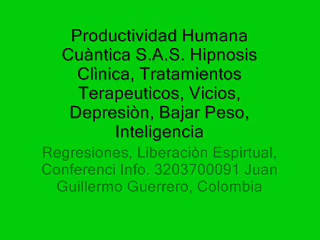 Productividad Humana
Cuàntica S.A.S. Hipnosis
Clìnica, Tratamientos
Terapeuticos, Vicios,
Depresiòn, Bajar Peso,
Inteligencia
Regresiones, Liberaciòn Espirtual,
Conferenci Info. 3203700091 Juan
Guillermo Guerrero, Colombia